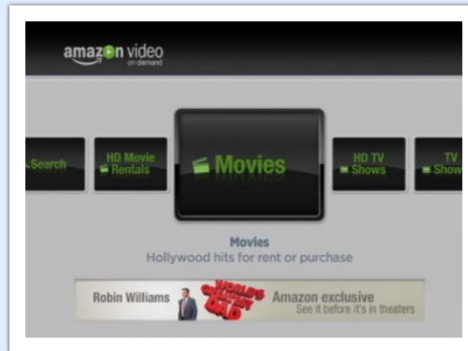 amazon video
on demand
Search
HD Movie
Rentals
Movies
HD TV
Shows
TV
Show
Movies
Hollywood hits for rent or purchase
Robin Williams
WORLD'S
GREATEST
DAD
Amazon exclusive
See it before it's in theaters